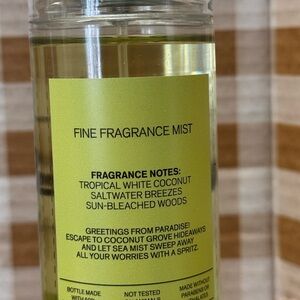 FINE FRAGRANCE MIST
FRAGRANCE NOTES:
TROPICAL WHITE COCONUT
SALTWATER BREEZES
SUN-BLEACHED WOODS
GREETINGS FROM PARADISE!
ESCAPE TO COCONUT GROVE HIDEAWAYS
AND LET SEA MIST SWEEP AWAY
ALL YOUR WORRIES WITH A SPRITZ.
BOTTLE MADE NOT TESTED MADE WITHOUT
PARABENS OR